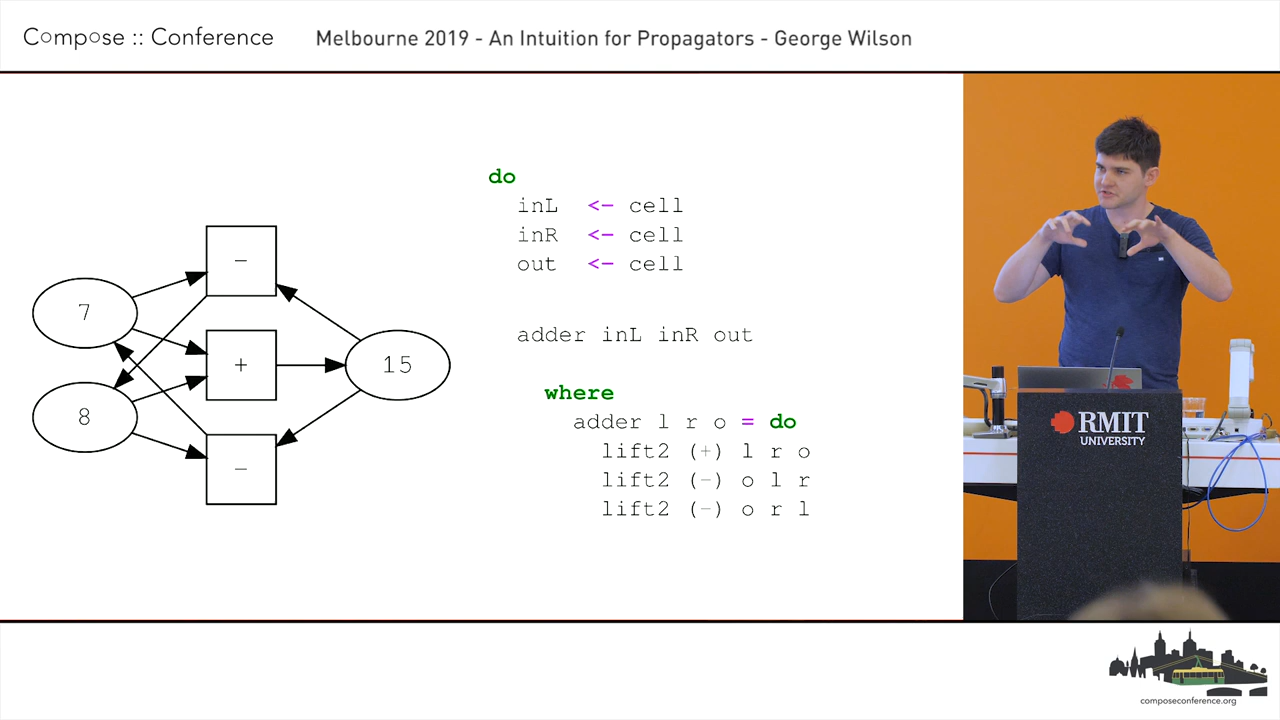 Compose :: Conference
Melbourne 2019 - An Intuition for Propagators - George Wilson
−
7
+
15
8
−
do
inL <- cell
inR <- cell
out <- cell
adder inL inR out
where
adder l r o = do
lift2 (+) l r o
lift2 (-) o l r
lift2 (-) o r l
RMIT
UNIVERSITY
composeconference.org